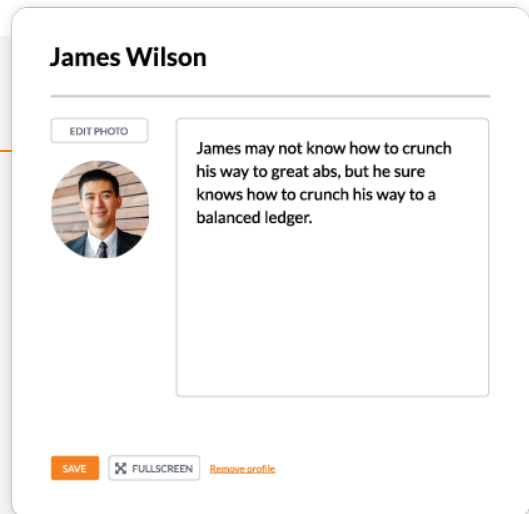 James Wilson
EDIT PHOTO
James may not know how to crunch
his way to great abs, but he sure
knows how to crunch his way to a
balanced ledger.
SAVE
FULLSCREEN
Remove profile